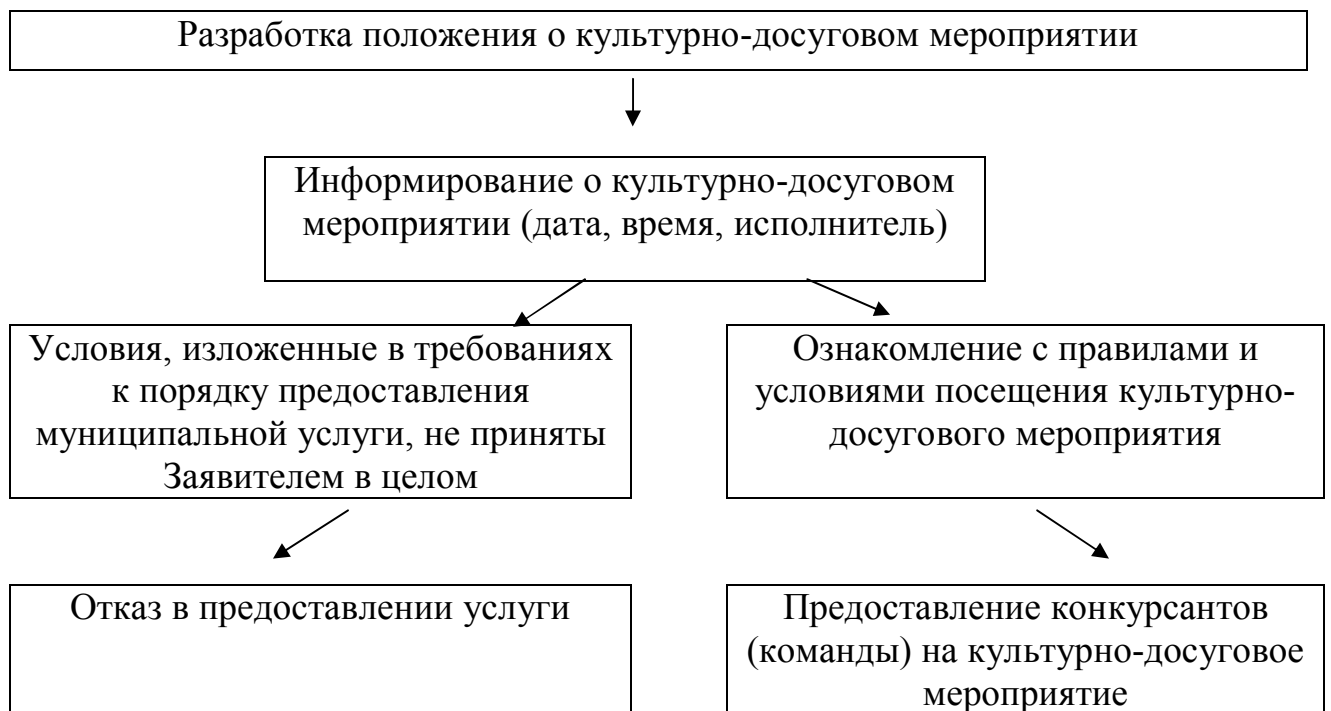 Разработка положения о культурно-досуговом мероприятии
Информирование о культурно-досуговом
мероприятии (дата, время, исполнитель)
Условия, изложенные в требованиях
к порядку предоставления
муниципальной услуги, не приняты
Заявителем в целом
Ознакомление с правилами и
условиями посещения культурно-
досугового мероприятия
Отказ в предоставлении услуги
Предоставление конкурсантов
(команды) на культурно-досуговое
мероприятие